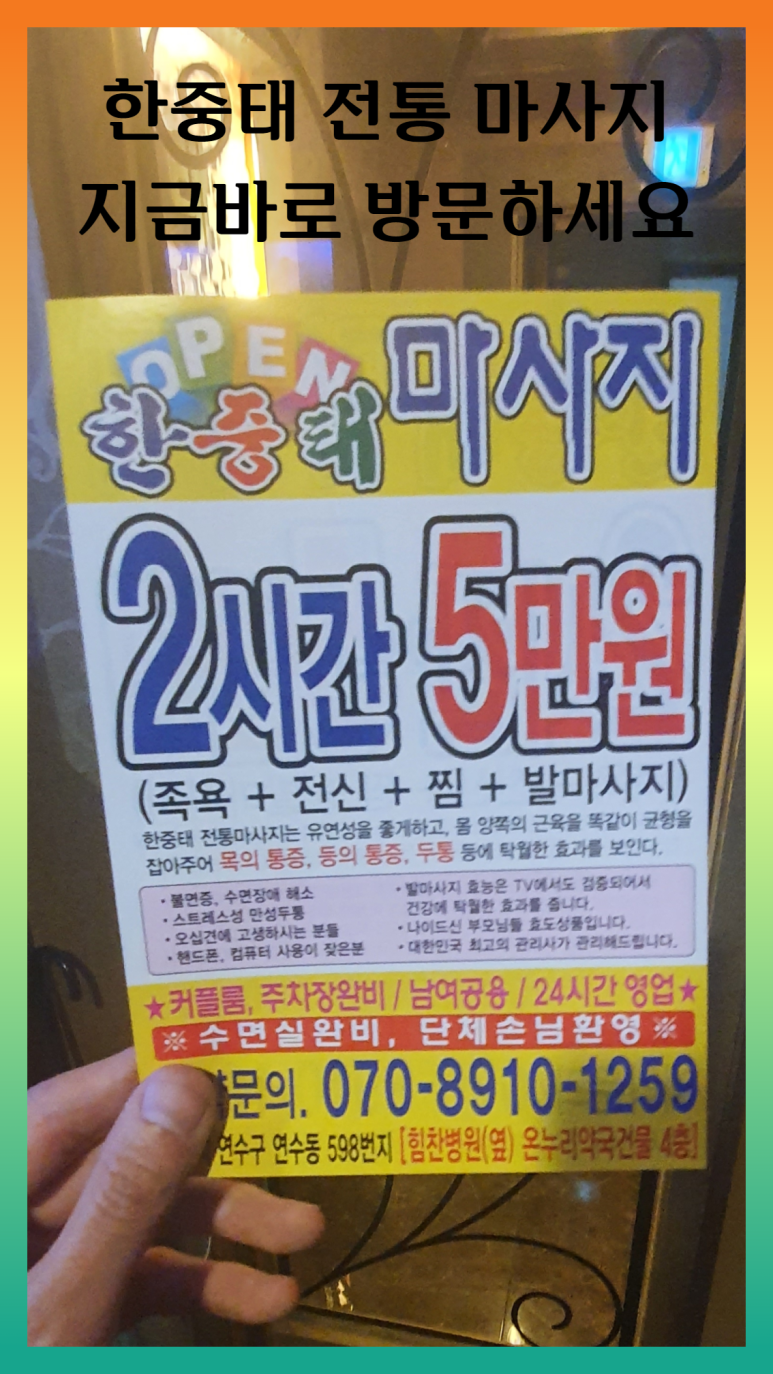 한중태 전통 마사지
지금바로 방문하세요
OPEN
한중태 마사지
2시간 5만원
(족욕 + 전신 + 찜 + 발마사지)
한중태 전통마사지는 유연성을 좋게하고, 몸 양쪽의 근육을 똑같이 균형을
잡아주어 목의 통증, 등의 통증, 두통 등에 탁월한 효과를 보인다.
• 불면증, 수면장애 해소
• 스트레스성 만성두통
• 오십견에 고생하시는 분들
• 핸드폰, 컴퓨터 사용이 잦은분
• 발마사지 효능은 TV에서도 검증되어서
건강에 탁월한 효과를 줍니다.
• 나이드신 부모님들 효도상품입니다.
• 대한민국 최고의 관리사가 관리해드립니다.
★커플룸, 주차장완비 / 남여공용 / 24시간 영업★
※ 수면실완비, 단체손님환영 ※
문의. 070-8910-1259
연수구 연수동 598번지 [힘찬병원(옆) 온누리약국건물 4층]